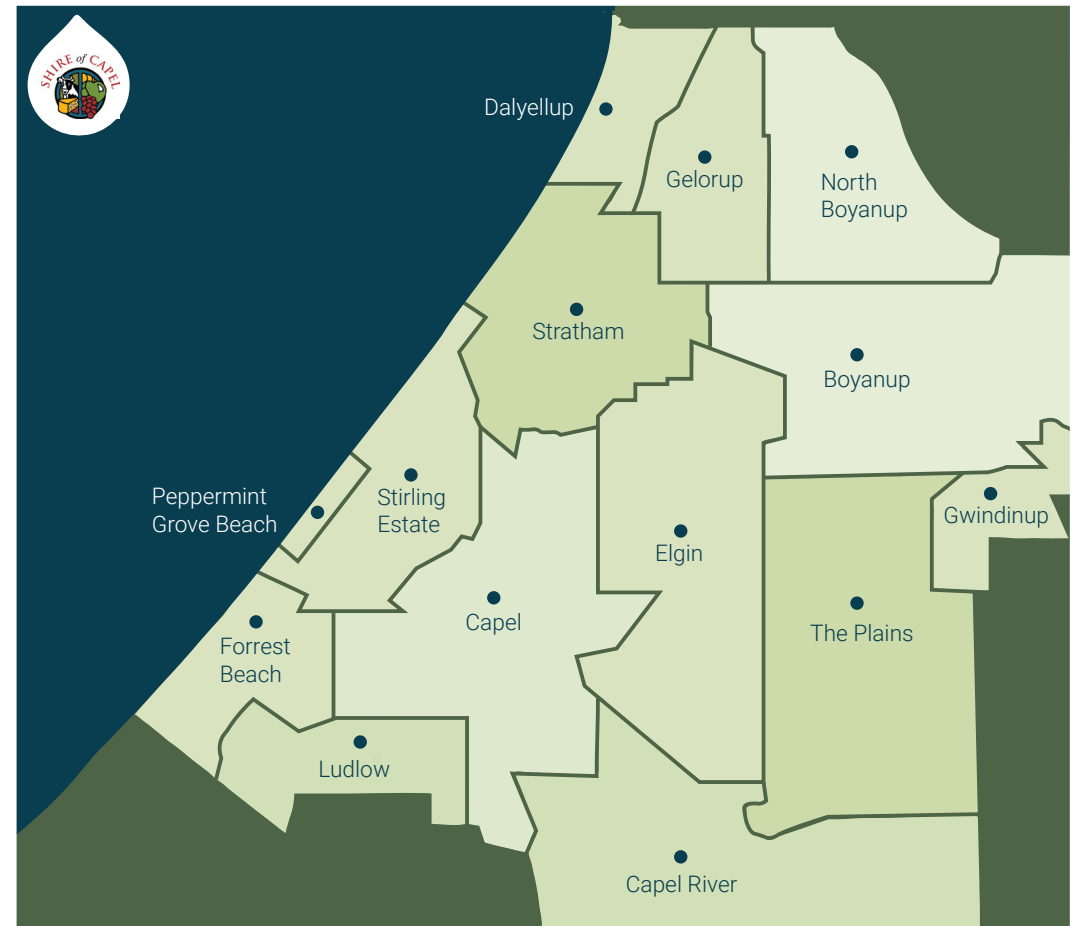 SHIRE of CAPEL
Dalyellup
Gelorup
North
Boyanup
Stratham
Boyanup
Peppermint
Grove Beach
Stirling
Estate
Gwindinup
Elgin
Capel
The Plains
Forrest
Beach
Ludlow
Capel River